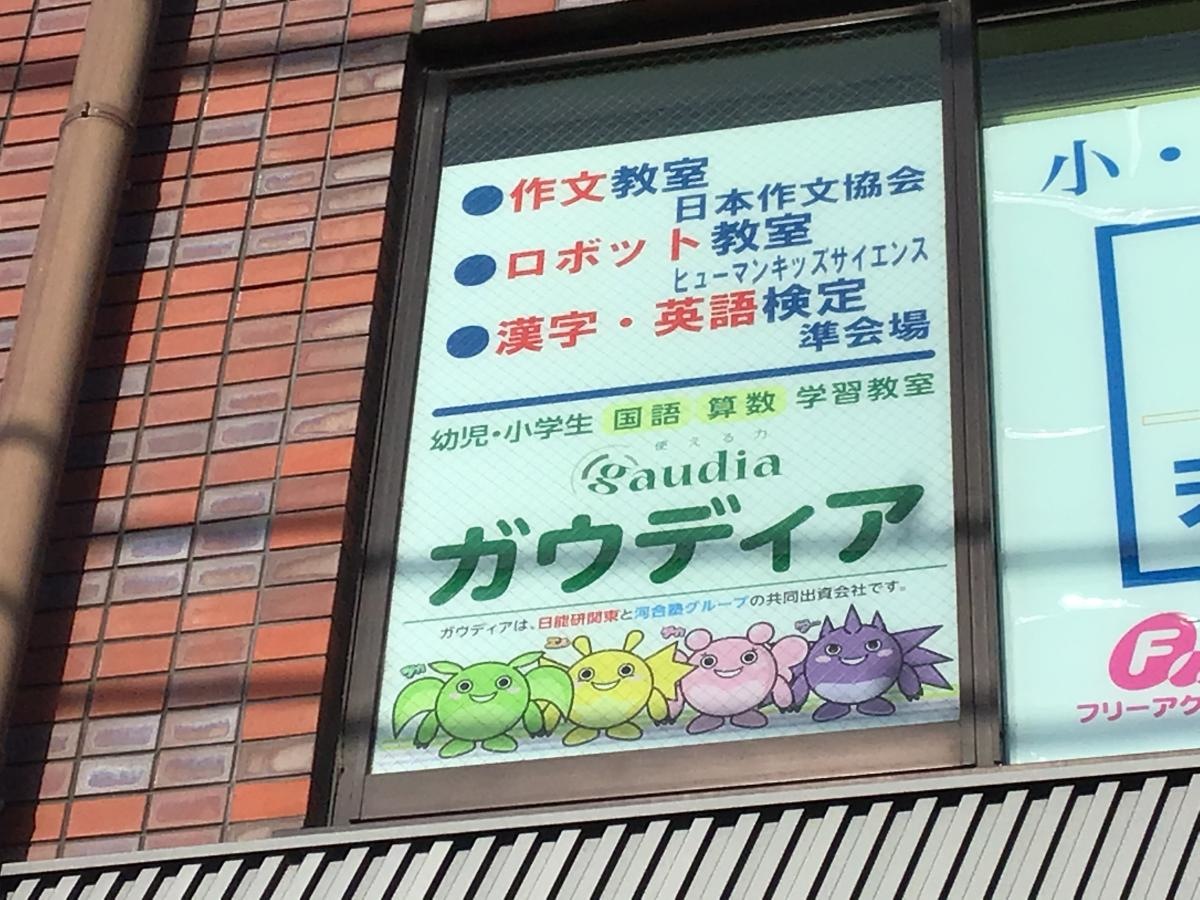 ●作文教室
日本作文協会
●ロボット教室
ヒューマンキッズサイエンス
●漢字・英語検定
準会場
幼児・小学生 国語 算数 学習教室
使える力
gaudia
ガウディア
ガウディアは、日能研関東と河合塾グループの共同出資会社です。
小・
フリーアク